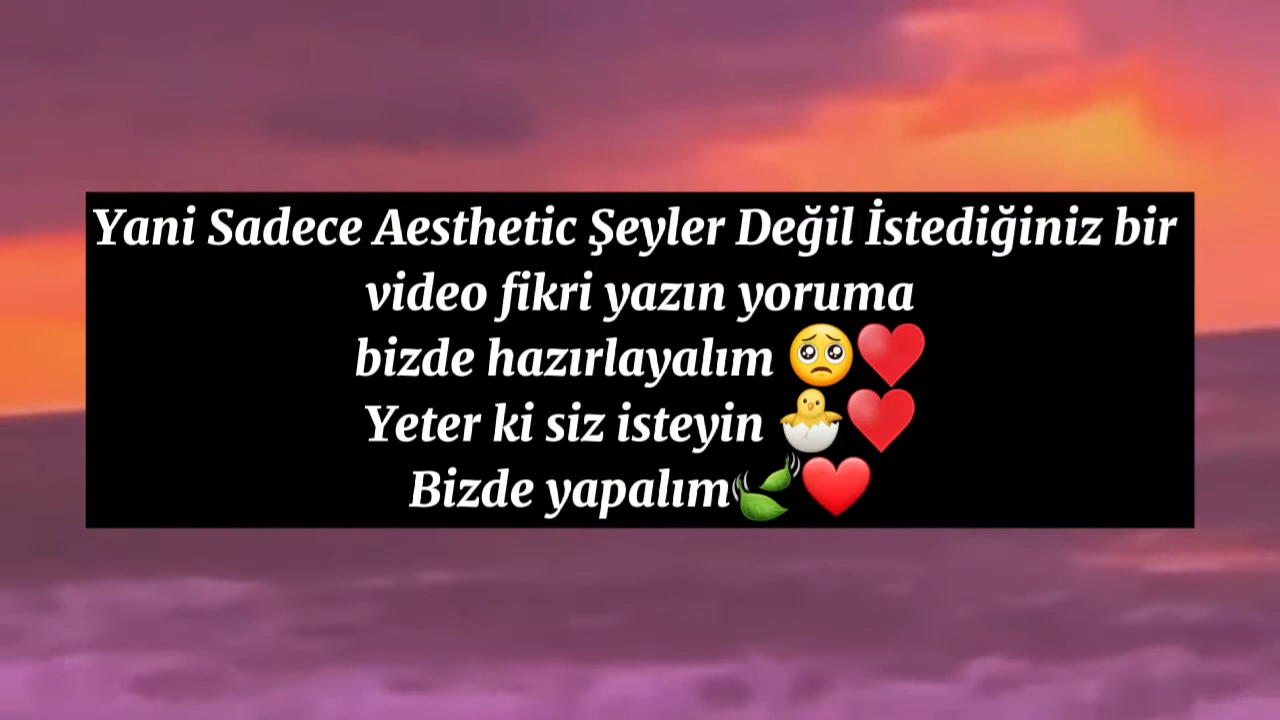 Yani Sadece Aesthetic Şeyler Değil İstediğiniz bir
video fikri yazın yoruma
bizde hazırlayalım 🥺♥️
Yeter ki siz isteyin 🐣♥️
Bizde yapalım🍃❤️